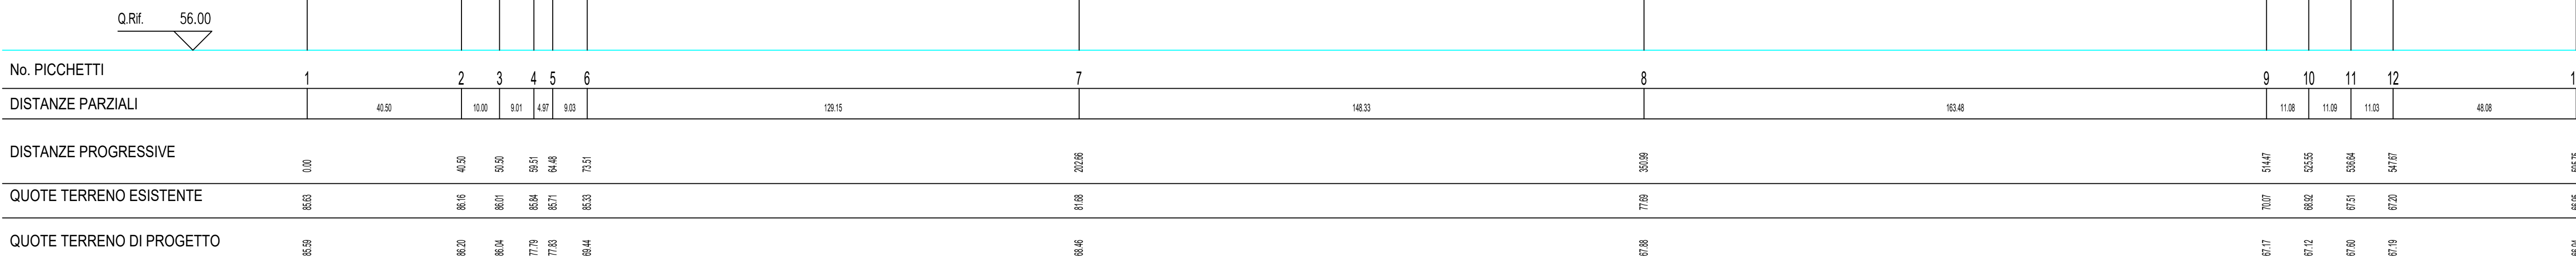 Q.Rif. 56.00
No. PICCHETTI 1 2 3 4 5 6 7 8 9 10 11 12
DISTANZE PARZIALI 40.50 10.00 9.01 4.97 9.03 129.15 148.33 163.48 11.08 11.09 11.03 48.08
DISTANZE PROGRESSIVE 0.00 40.50 50.50 59.51 64.48 73.51 202.66 350.99 514.47 525.55 536.64 547.67
QUOTE TERRENO ESISTENTE 85.63 86.16 86.01 85.84 85.71 85.33 81.68 77.69 70.07 68.92 67.51 67.20
QUOTE TERRENO DI PROGETTO 85.59 86.20 86.04 77.79 77.83 69.44 68.46 67.88 67.17 67.12 67.60 67.19